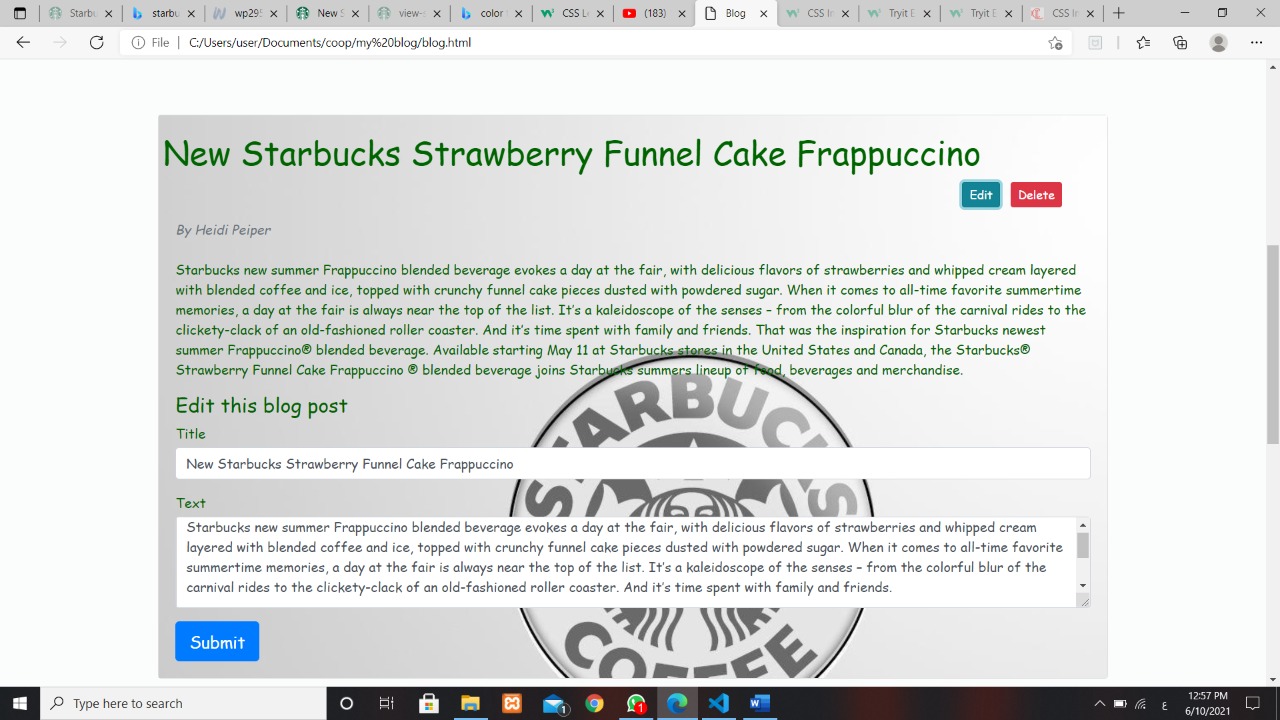 Starbu
starbu
wp295
New S
view-s
color
CSS L
(183)
Blog
CSS In
Tryit E
Tryit E
CSS In
File
C:/Users/user/Documents/coop/my%20blog/blog.html
New Starbucks Strawberry Funnel Cake Frappuccino
Edit Delete
By Heidi Peiper
Starbucks new summer Frappuccino blended beverage evokes a day at the fair, with delicious flavors of strawberries and whipped cream layered
with blended coffee and ice, topped with crunchy funnel cake pieces dusted with powdered sugar. When it comes to all-time favorite summertime
memories, a day at the fair is always near the top of the list. It's a kaleidoscope of the senses – from the colorful blur of the carnival rides to the
clickety-clack of an old-fashioned roller coaster. And it's time spent with family and friends. That was the inspiration for Starbucks newest
summer Frappuccino® blended beverage. Available starting May 11 at Starbucks stores in the United States and Canada, the Starbucks®
Strawberry Funnel Cake Frappuccino ® blended beverage joins Starbucks summers lineup of food, beverages and merchandise.
Edit this blog post
Title
New Starbucks Strawberry Funnel Cake Frappuccino
Text
Starbucks new summer Frappuccino blended beverage evokes a day at the fair, with delicious flavors of strawberries and whipped cream
layered with blended coffee and ice, topped with crunchy funnel cake pieces dusted with powdered sugar. When it comes to all-time favorite
summertime memories, a day at the fair is always near the top of the list. It's a kaleidoscope of the senses – from the colorful blur of the
carnival rides to the clickety-clack of an old-fashioned roller coaster. And it's time spent with family and friends.
Submit
STARBUCKS
COFFEE
Type here to search
1
1
ع
12:57 PM
6/10/2021